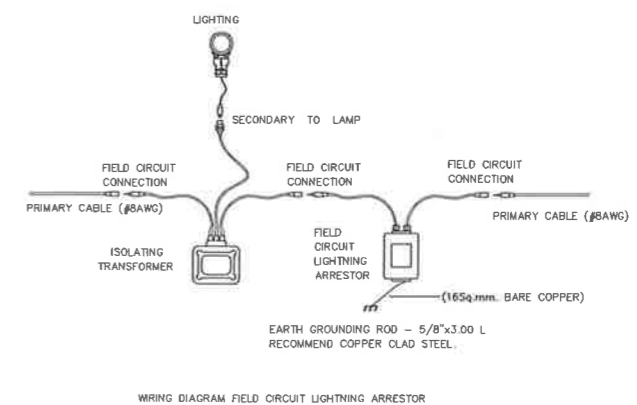 LIGHTING
SECONDARY TO LAMP
FIELD CIRCUIT
CONNECTION
FIELD CIRCUIT
CONNECTION
FIELD CIRCUIT
CONNECTION
PRIMARY CABLE (#8AWG)
PRIMARY CABLE (#8AWG)
ISOLATING
TRANSFORMER
FIELD
CIRCUIT
LIGHTNING
ARRESTOR
(16Sq.mm. BARE COPPER)
EARTH GROUNDING ROD - 5/8"x3.00 L
RECOMMEND COPPER CLAD STEEL.
WIRING DIAGRAM FIELD CIRCUIT LIGHTNING ARRESTOR